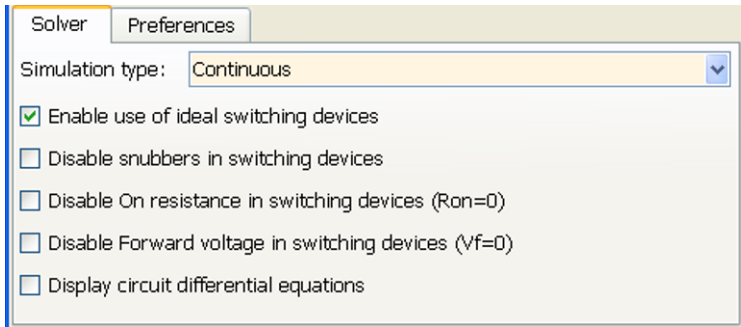 Solver Preferences
Simulation type: Continuous
Enable use of ideal switching devices
Disable snubbers in switching devices
Disable On resistance in switching devices (Ron=0)
Disable Forward voltage in switching devices (Vf=0)
Display circuit differential equations